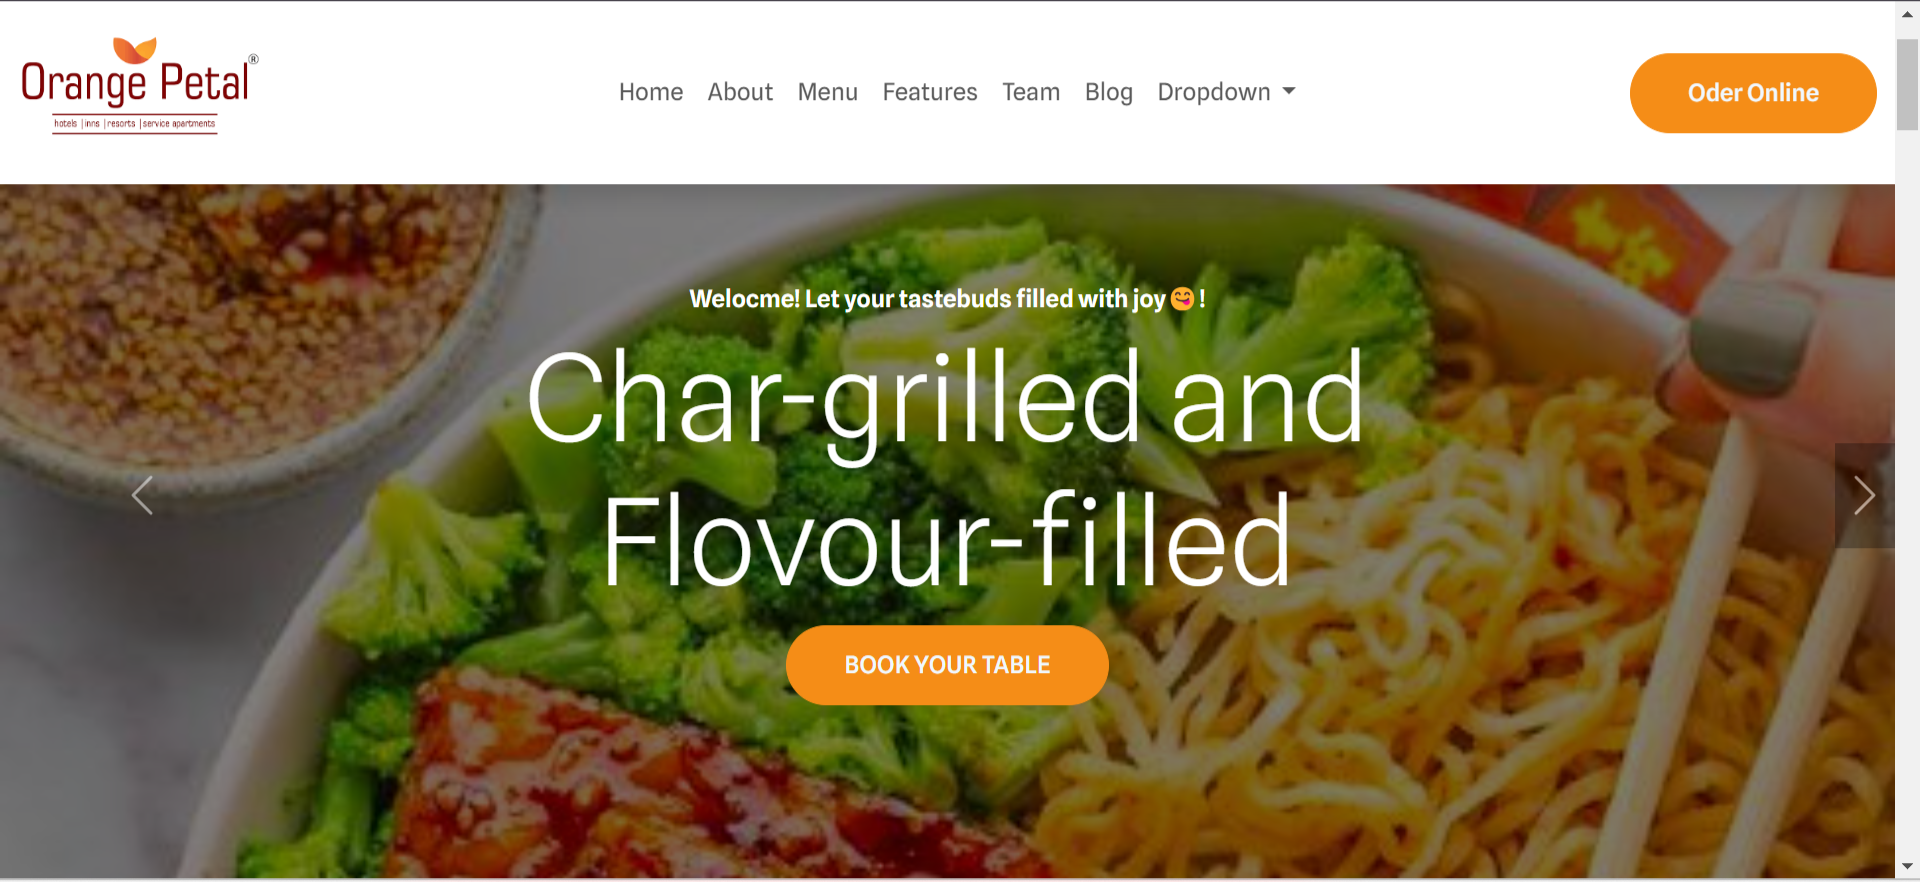 Orange Petal®
hotels | inns | resorts | service apartments
Home About Menu Features Team Blog Dropdown
Oder Online
Welocme! Let your tastebuds filled with joy 😋 !
Char-grilled and
Flovour-filled
BOOK YOUR TABLE